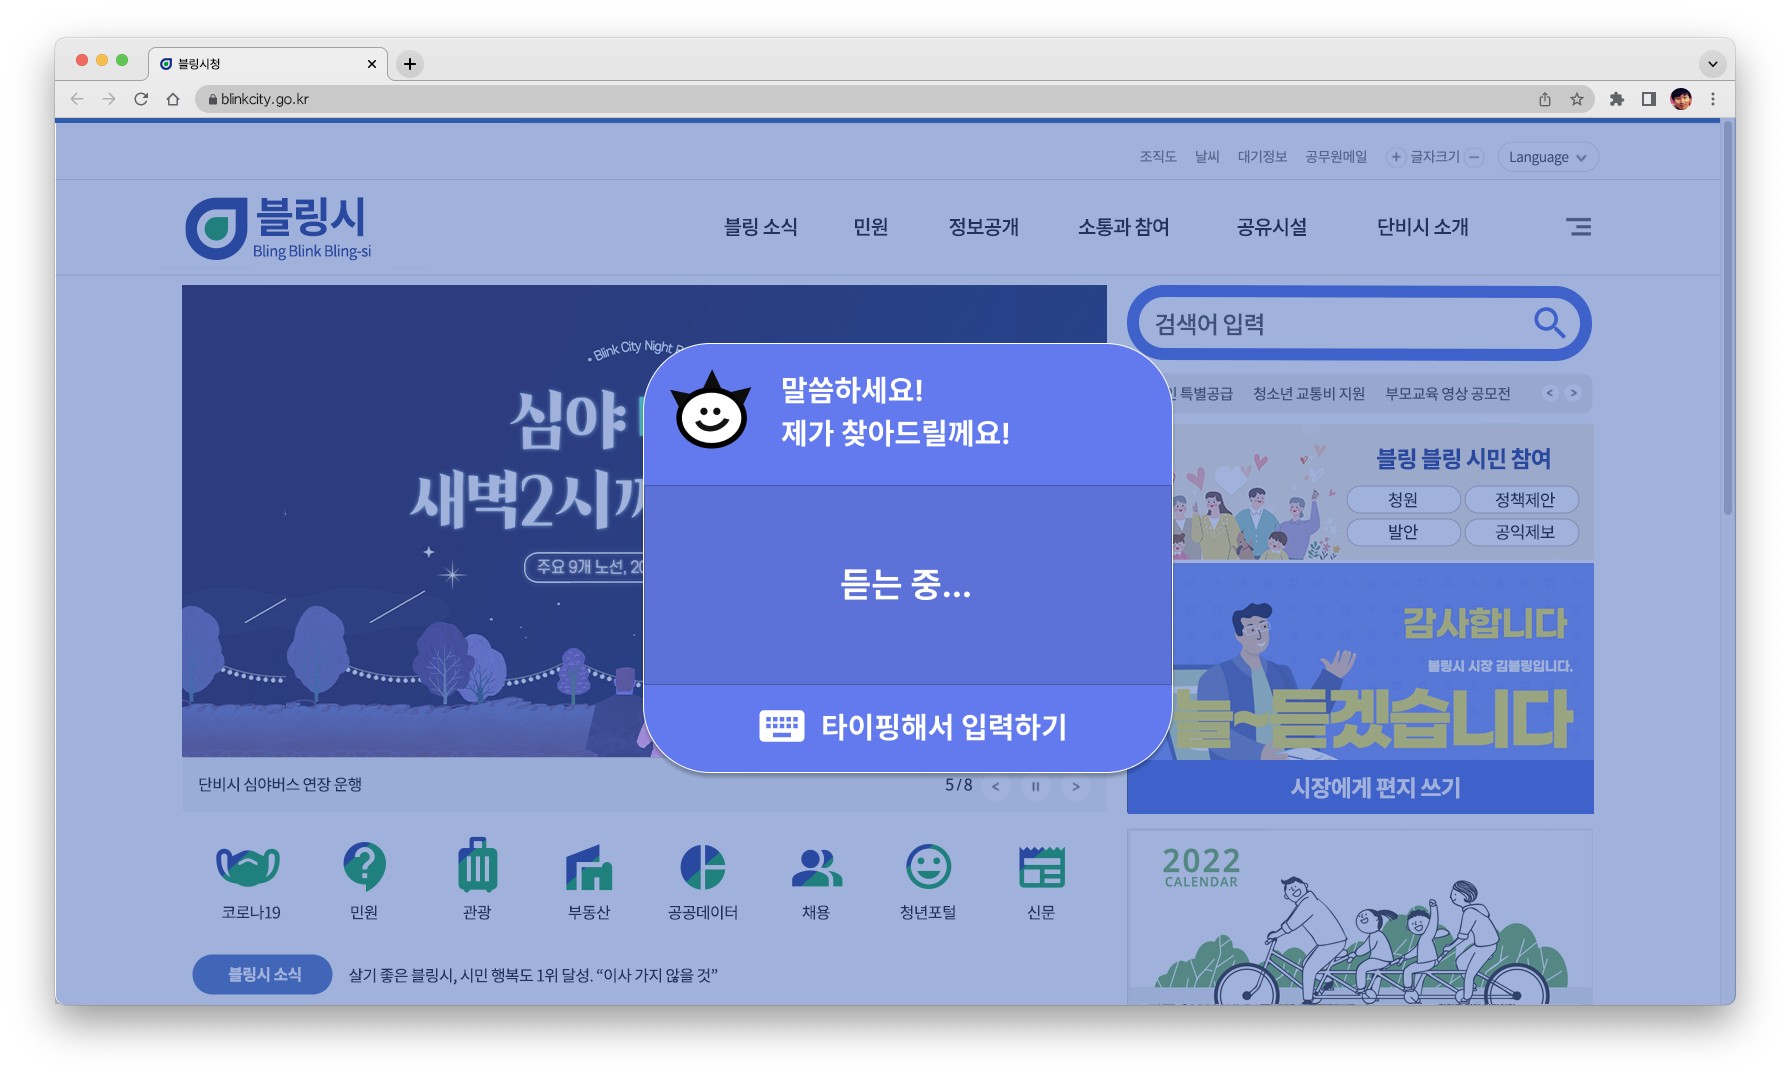 블링시청
blinkcity.go.kr
조직도 날씨 대기정보 공무원메일 글자크기 Language
블링시
Bling Blink Bling-si
블링 소식 민원 정보공개 소통과 참여 공유시설 단비시 소개
• Blink City Night
심야
새벽2시까
주요 9개 노선, 20
검색어 입력
특별공급 청소년 교통비 지원 부모교육 영상 공모전
말씀하세요!
제가 찾아드릴께요!
듣는 중...
타이핑해서 입력하기
블링 블링 시민 참여
청원 정책제안
발안 공익제보
감사합니다
블링시 시장 김블링입니다.
늘~듣겠습니다
시장에게 편지 쓰기
단비시 심야버스 연장 운행 5/8
코로나19 민원 관광 부동산 공공데이터 채용 청년포털 신문
블링시 소식 살기 좋은 블링시, 시민 행복도 1위 달성. “이사 가지 않을 것”
2022
CALENDAR